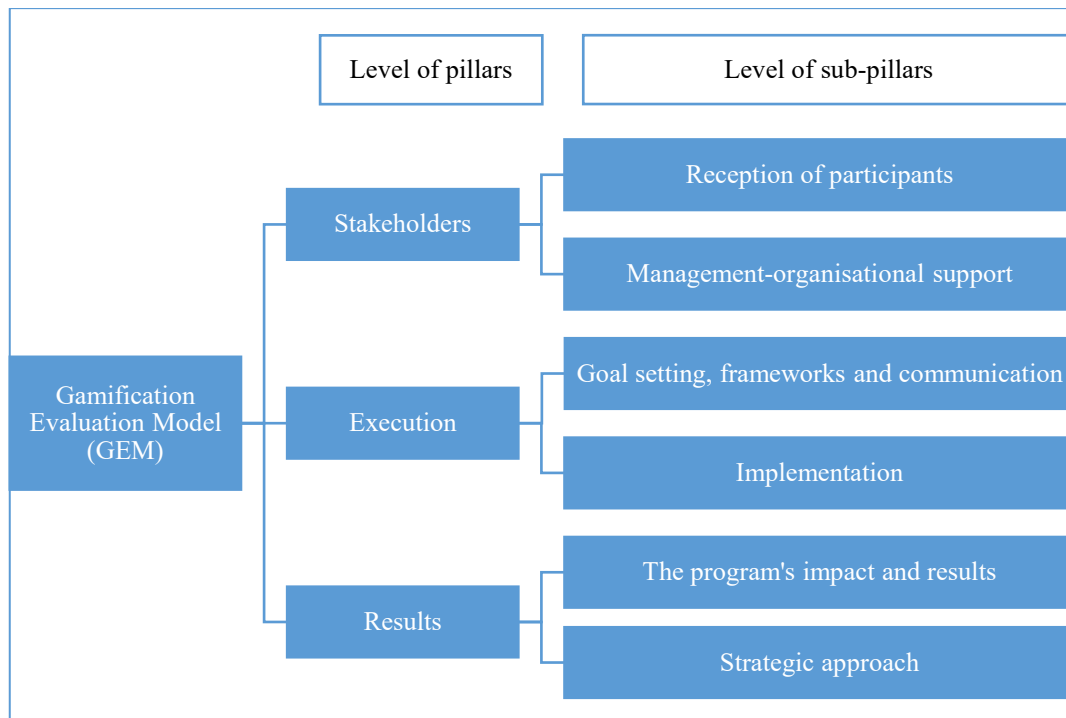 Level of pillars
Level of sub-pillars
Gamification
Evaluation Model
(GEM)
Stakeholders
Reception of participants
Management-organisational support
Execution
Goal setting, frameworks and communication
Implementation
Results
The program's impact and results
Strategic approach